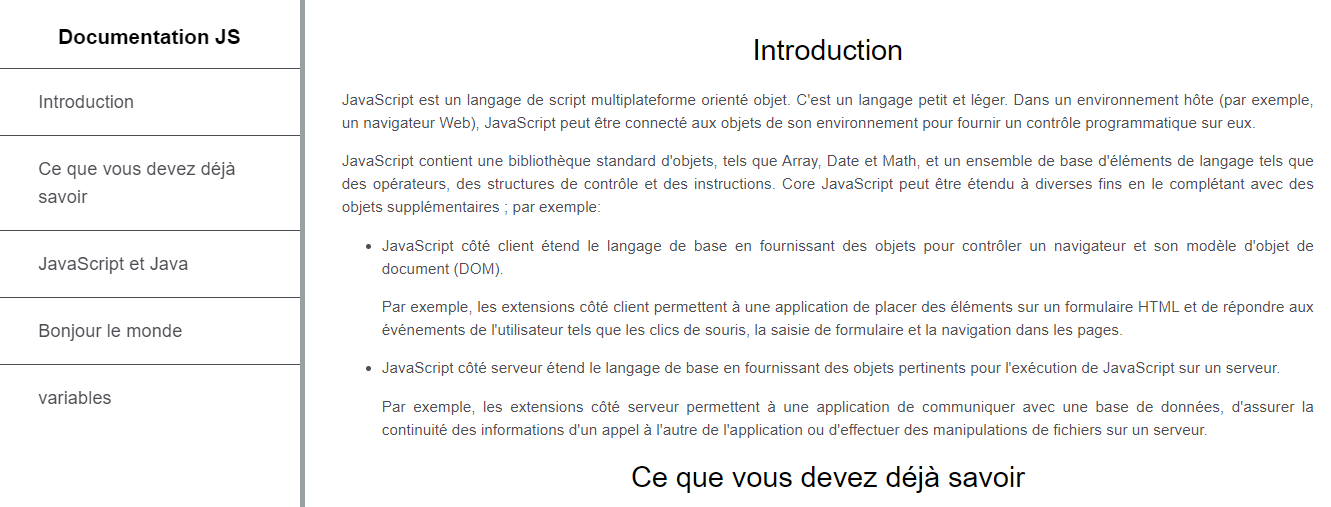 Documentation JS
Introduction
Ce que vous devez déjà
savoir
JavaScript et Java
Bonjour le monde
variables
Introduction
JavaScript est un langage de script multiplateforme orienté objet. C'est un langage petit et léger. Dans un environnement hôte (par exemple,
un navigateur Web), JavaScript peut être connecté aux objets de son environnement pour fournir un contrôle programmatique sur eux.
JavaScript contient une bibliothèque standard d'objets, tels que Array, Date et Math, et un ensemble de base d'éléments de langage tels que
des opérateurs, des structures de contrôle et des instructions. Core JavaScript peut être étendu à diverses fins en le complétant avec des
objets supplémentaires ; par exemple:
• JavaScript côté client étend le langage de base en fournissant des objets pour contrôler un navigateur et son modèle d'objet de
document (DOM).
Par exemple, les extensions côté client permettent à une application de placer des éléments sur un formulaire HTML et de répondre aux
événements de l'utilisateur tels que les clics de souris, la saisie de formulaire et la navigation dans les pages.
• JavaScript côté serveur étend le langage de base en fournissant des objets pertinents pour l'exécution de JavaScript sur un serveur.
Par exemple, les extensions côté serveur permettent à une application de communiquer avec une base de données, d'assurer la
continuité des informations d'un appel à l'autre de l'application ou d'effectuer des manipulations de fichiers sur un serveur.
Ce que vous devez déjà savoir